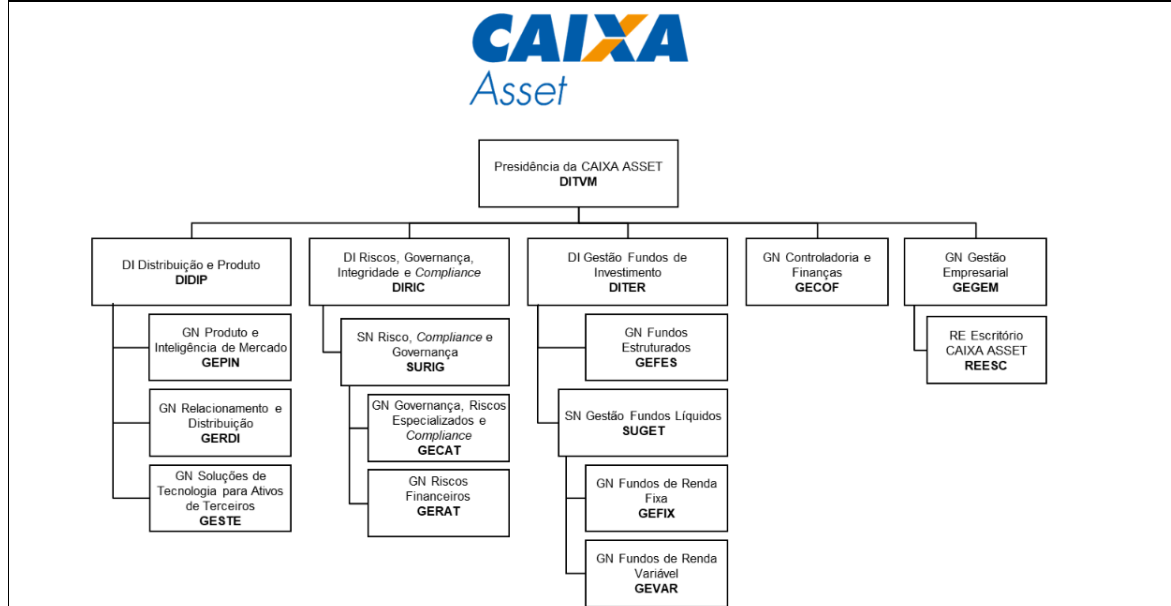 CAIXA
Asset
Presidência da CAIXA ASSET
DITVM
DI Distribuição e Produto
DIDIP
GN Produto e
Inteligência de Mercado
GEPIN
GN Relacionamento e
Distribuição
GERDI
GN Soluções de
Tecnologia para Ativos
de Terceiros
GESTE
DI Riscos, Governança,
Integridade e Compliance
DIRIC
SN Risco, Compliance e
Governança
SURIG
GN Governança, Riscos
Especializados e
Compliance
GECAT
GN Riscos
Financeiros
GERAT
DI Gestão Fundos de
Investimento
DITER
GN Fundos
Estruturados
GEFES
SN Gestão Fundos Líquidos
SUGET
GN Fundos de Renda
Fixa
GEFIX
GN Fundos de Renda
Variável
GEVAR
GN Controladoria e
Finanças
GECOF
GN Gestão
Empresarial
GEGEM
RE Escritório
CAIXA ASSET
REESC